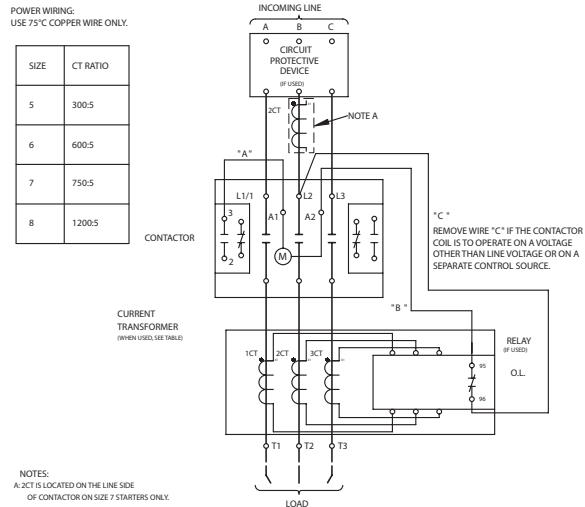 POWER WIRING:
USE 75°C COPPER WIRE ONLY.
SIZE CT RATIO
5 300:5
6 600:5
7 750:5
8 1200:5
INCOMING LINE
A B C
CIRCUIT
PROTECTIVE
DEVICE
(IF USED)
2CT
NOTE A
"A"
L1/1 L2 L3
3 A1 A2
2 M
CONTACTOR
"C "
REMOVE WIRE "C" IF THE CONTACTOR
COIL IS TO OPERATE ON A VOLTAGE
OTHER THAN LINE VOLTAGE OR ON A
SEPARATE CONTROL SOURCE.
"B "
CURRENT
TRANSFORMER
(WHEN USED, SEE TABLE)
1CT 2CT 3CT
RELAY
(IF USED)
O.L.
95
96
T1 T2 T3
LOAD
NOTES:
A: 2CT IS LOCATED ON THE LINE SIDE
OF CONTACTOR ON SIZE 7 STARTERS ONLY.